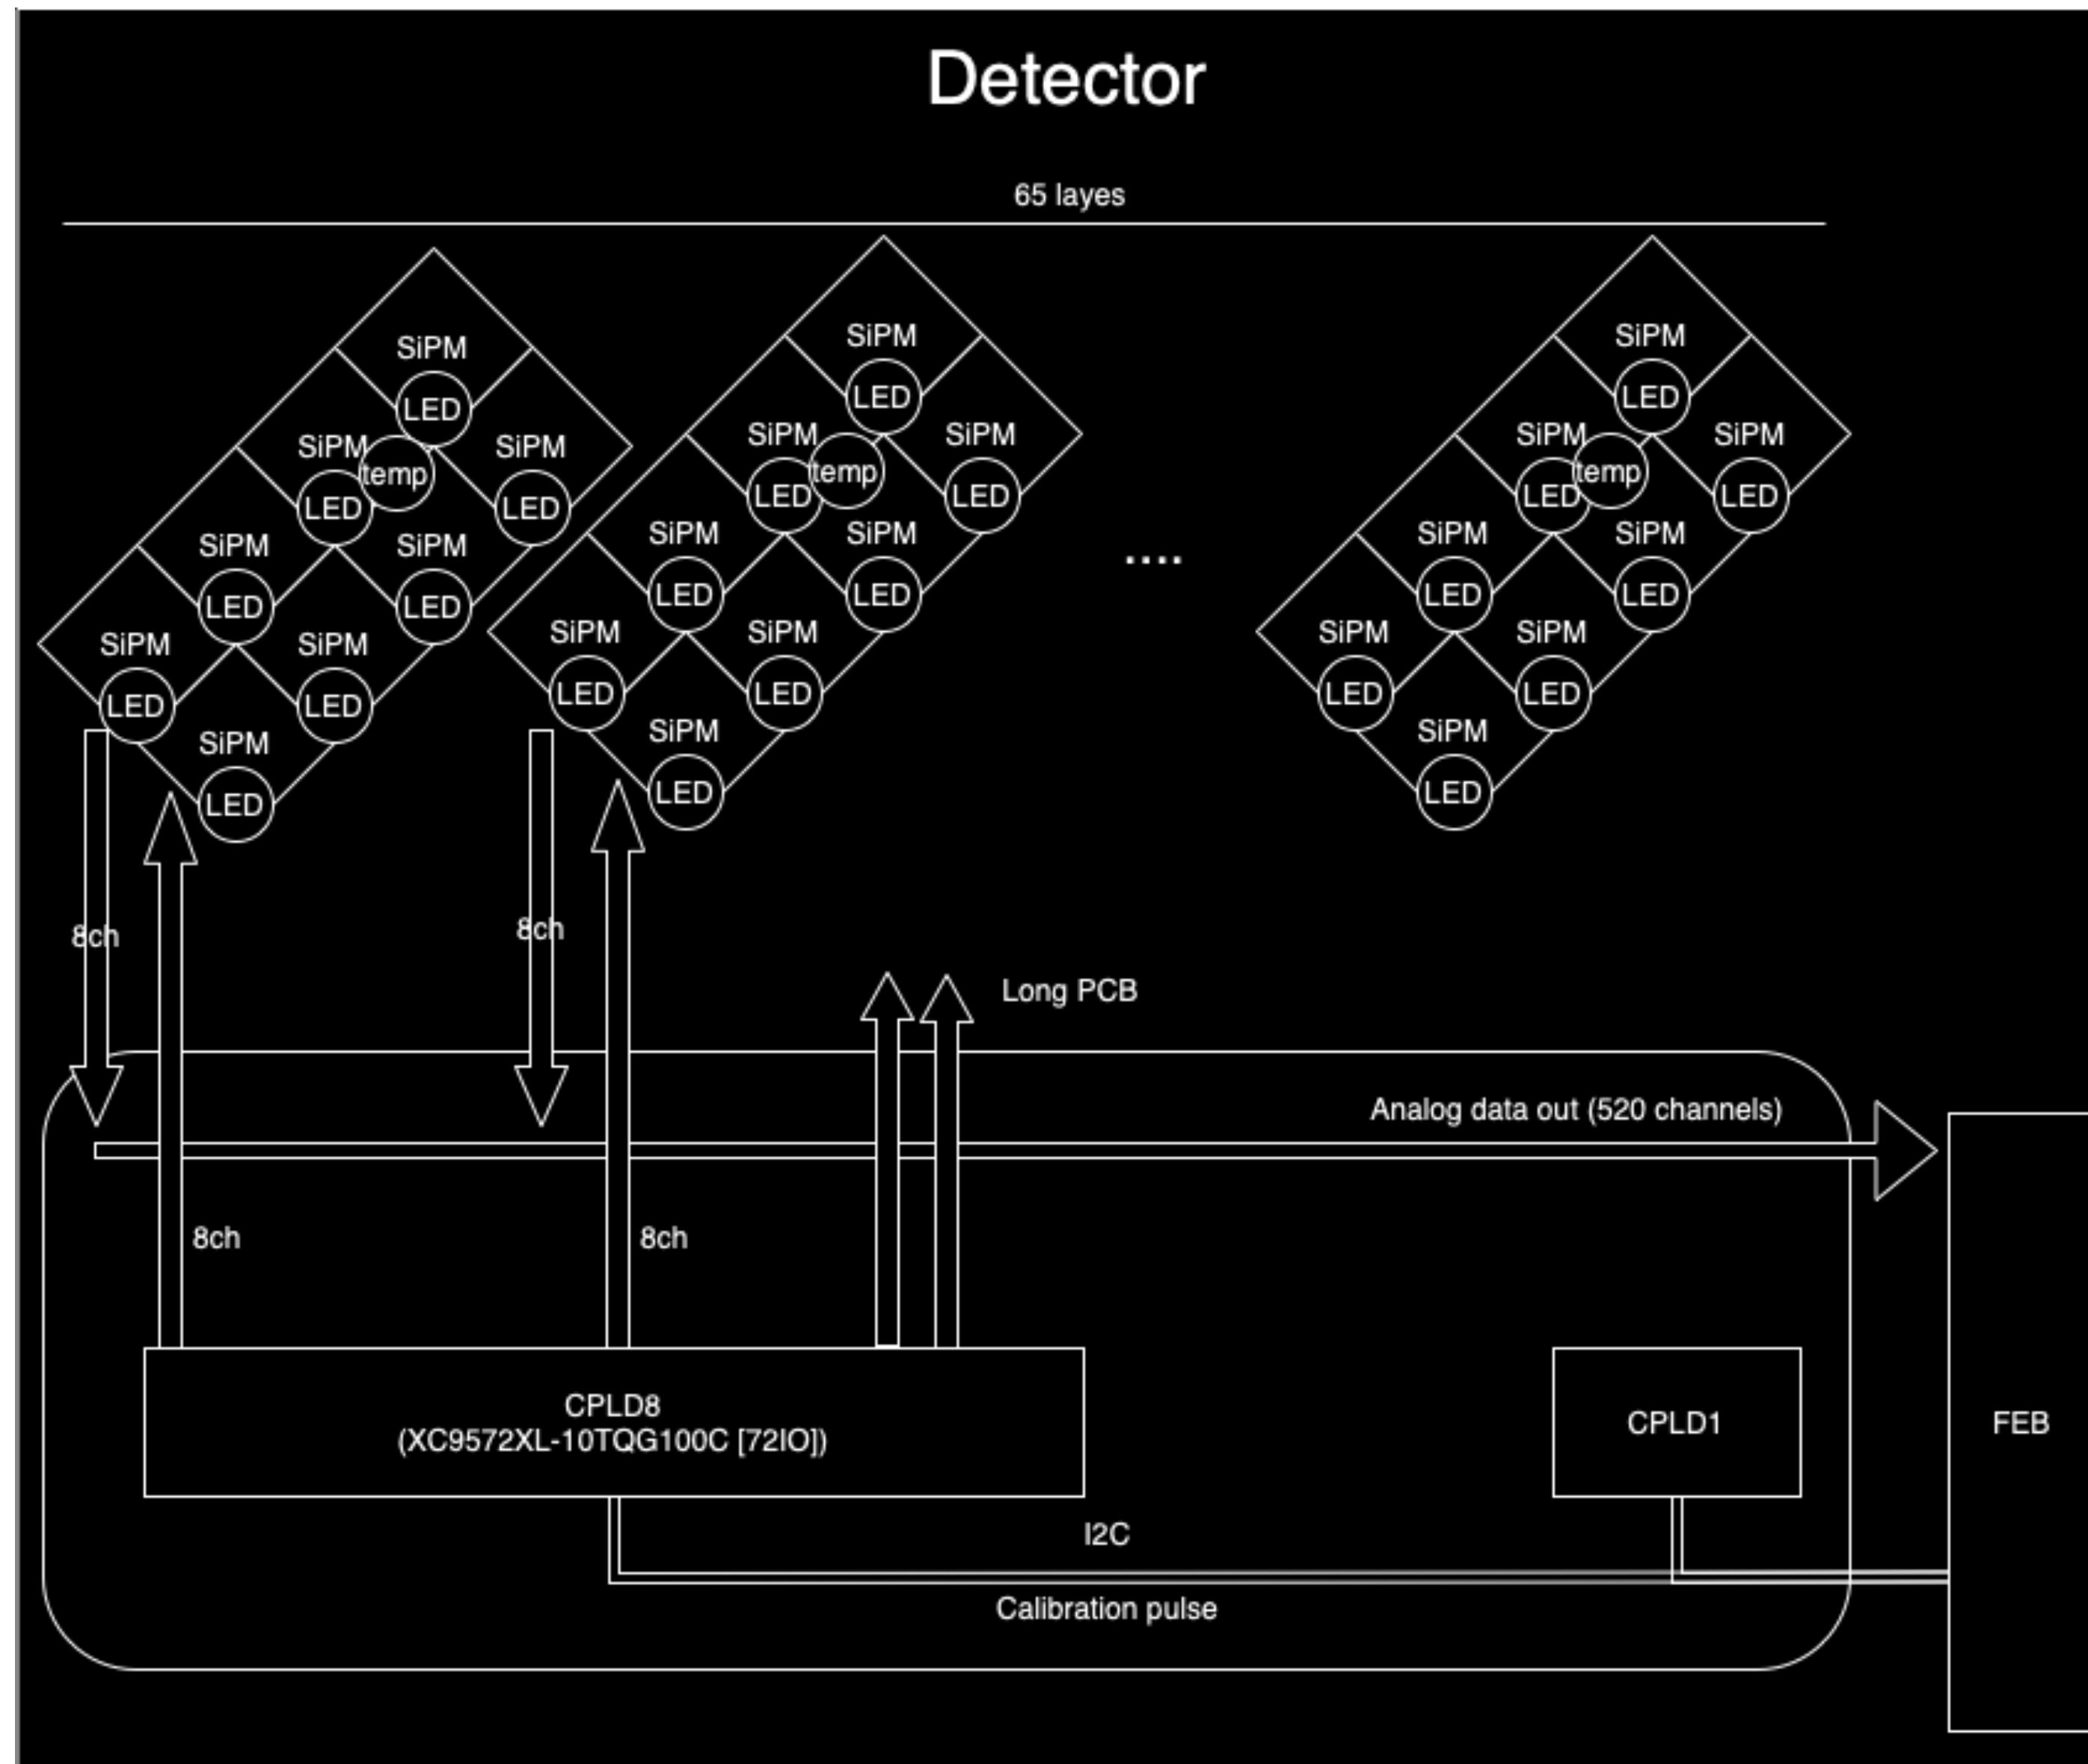 Detector
65 layes
SiPM
LED
SiPM
LED
temp
SiPM
LED
SiPM
LED
SiPM
LED
SiPM
LED
SiPM
LED
SiPM
LED
SiPM
LED
SiPM
LED
temp
SiPM
LED
SiPM
LED
SiPM
LED
SiPM
LED
SiPM
LED
SiPM
LED
....
SiPM
LED
SiPM
LED
temp
SiPM
LED
SiPM
LED
SiPM
LED
SiPM
LED
SiPM
LED
SiPM
LED
8ch
8ch
Long PCB
Analog data out (520 channels)
8ch
8ch
CPLD8
(XC9572XL-10TQG100C [72IO])
CPLD1
FEB
I2C
Calibration pulse